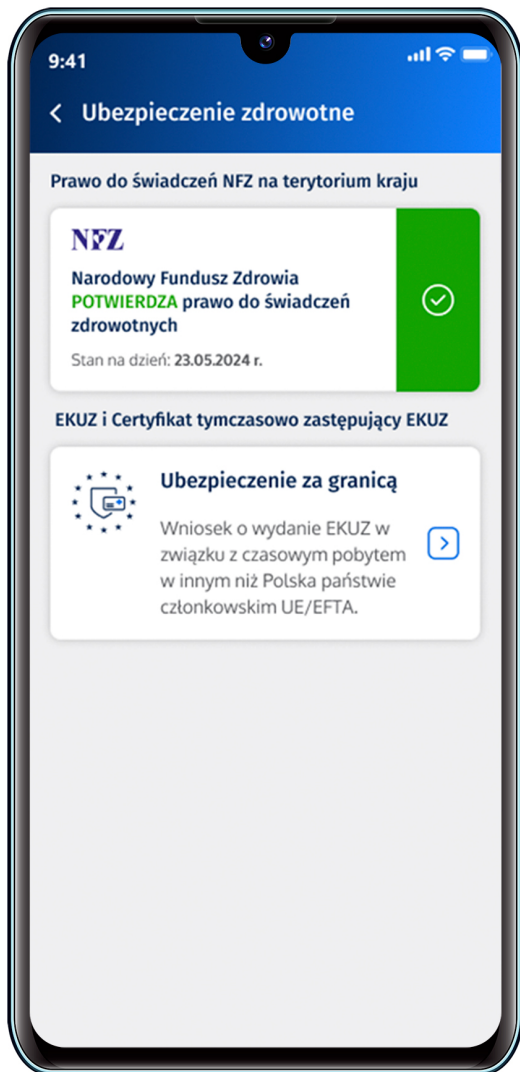 9:41
Ubezpieczenie zdrowotne
Prawo do świadczeń NFZ na terytorium kraju
NFZ
Narodowy Fundusz Zdrowia
POTWIERDZA prawo do świadczeń
zdrowotnych
Stan na dzień: 23.05.2024 r.
EKUZ i Certyfikat tymczasowo zastępujący EKUZ
Ubezpieczenie za granicą
Wniosek o wydanie EKUZ w
związku z czasowym pobytem
w innym niż Polska państwie
członkowskim UE/EFTA.